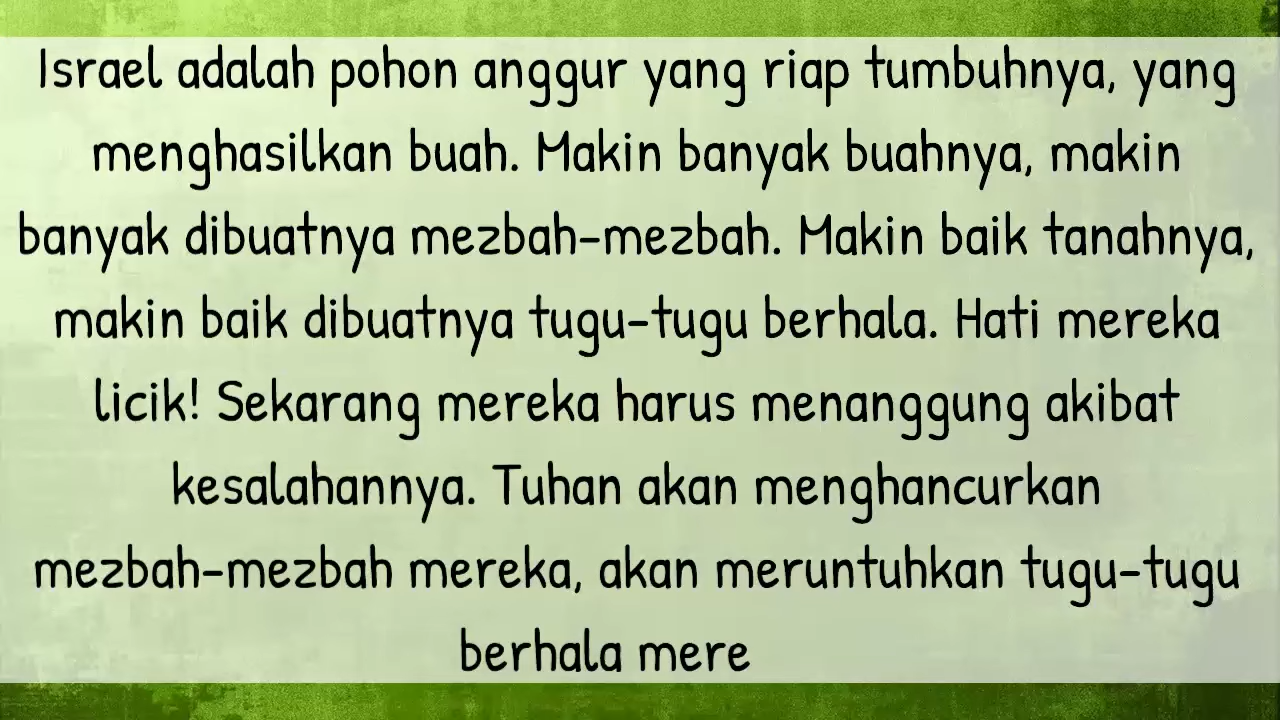 Israel adalah pohon anggur yang riap tumbuhnya, yang
menghasilkan buah. Makin banyak buahnya, makin
banyak dibuatnya mezbah-mezbah. Makin baik tanahnya,
makin baik dibuatnya tugu-tugu berhala. Hati mereka
licik! Sekarang mereka harus menanggung akibat
kesalahannya. Tuhan akan menghancurkan
mezbah-mezbah mereka, akan meruntuhkan tugu-tugu
berhala mere